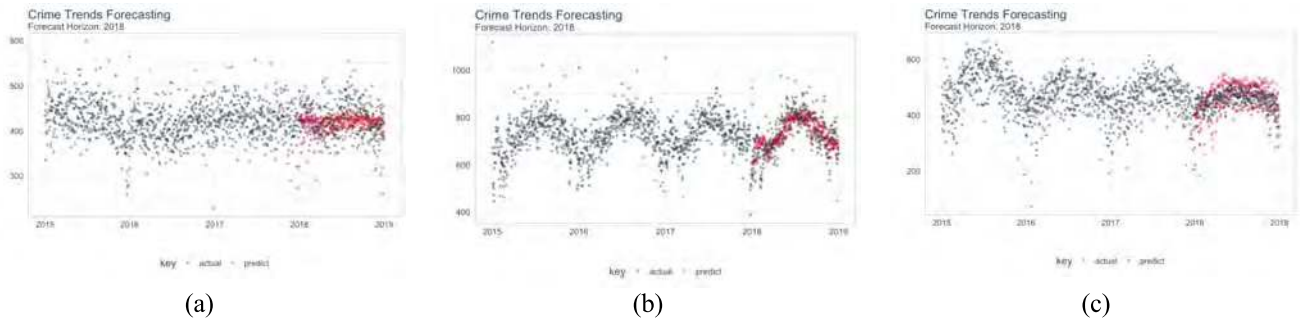 Crime Trends Forecasting
Forecast Horizon: 2018
600
500
400
300
2015 2016 2017 2018 2019
key actual predict
(a)
Crime Trends Forecasting
Forecast Horizon: 2018
1000
800
600
400
2015 2016 2017 2018 2019
key actual predict
(b)
Crime Trends Forecasting
Forecast Horizon: 2018
600
400
200
2015 2016 2017 2018 2019
key actual predict
(c)